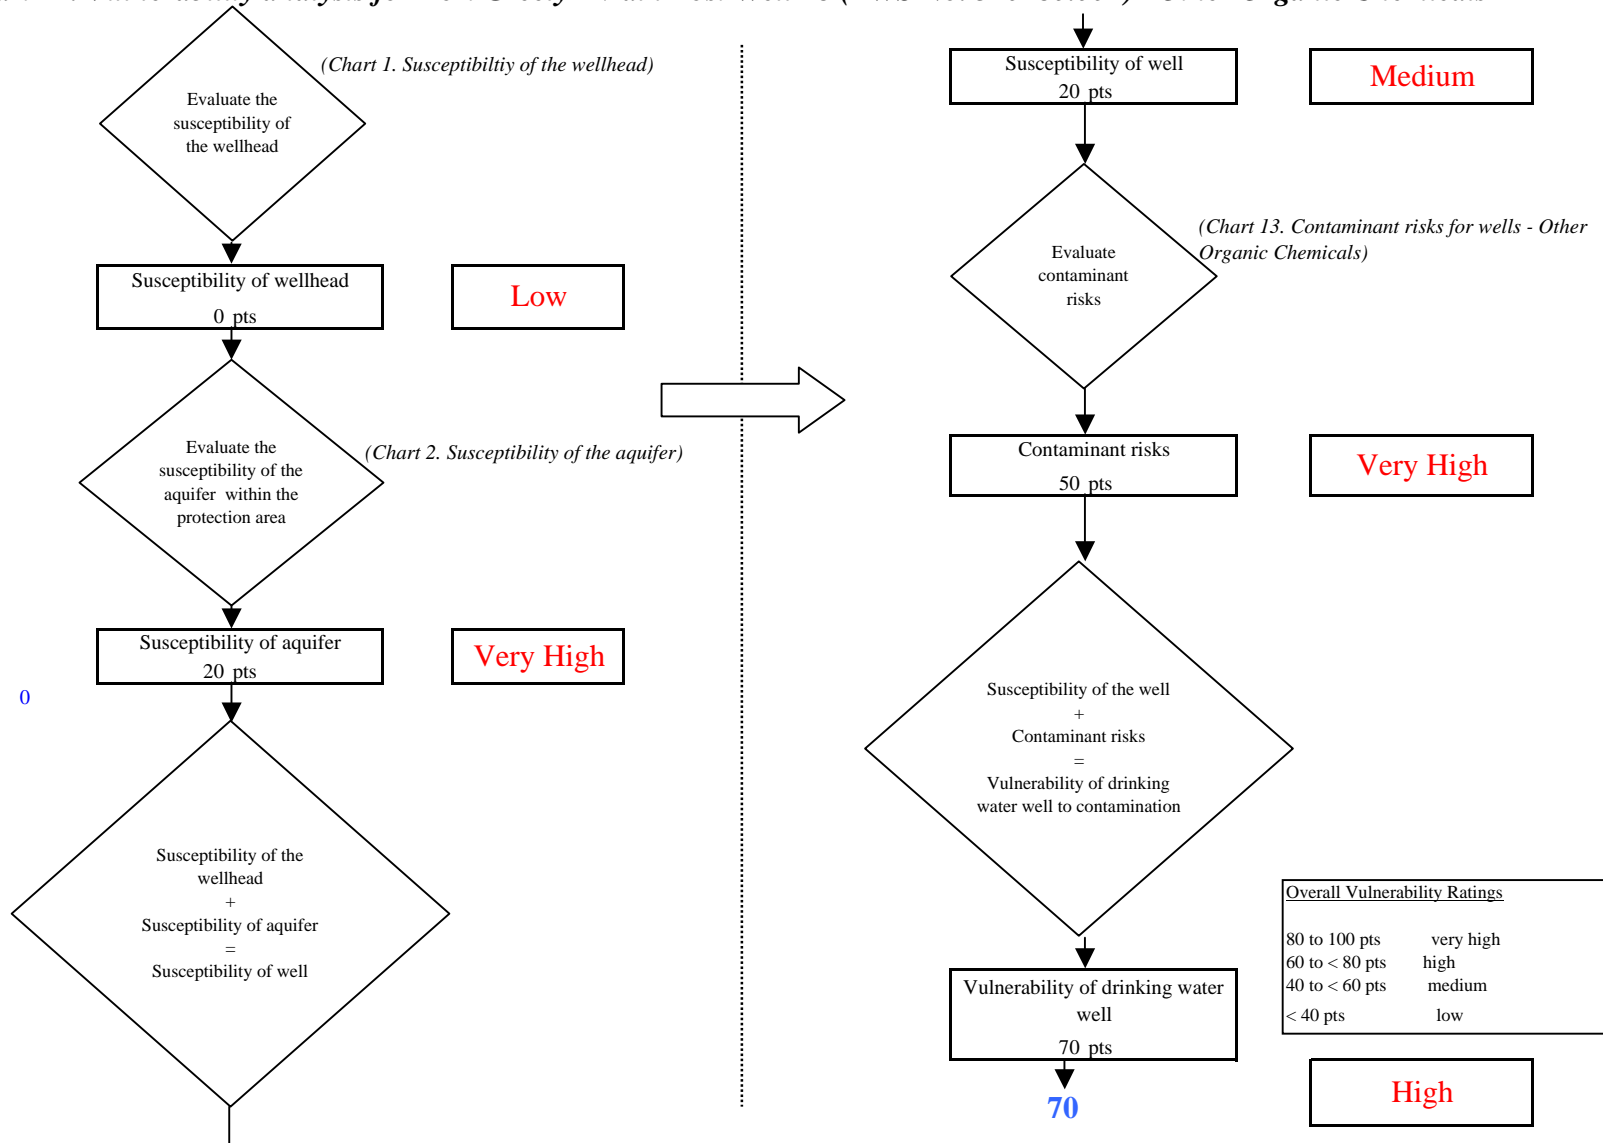 (Chart 1. Susceptibiltiy of the wellhead)
Evaluate the
susceptibility of
the wellhead
Susceptibility of wellhead
0 pts
Low
Evaluate the
susceptibility of the
aquifer within the
protection area
(Chart 2. Susceptibility of the aquifer)
Susceptibility of aquifer
20 pts
Very High
0
Susceptibility of the
wellhead
+
Susceptibility of aquifer
=
Susceptibility of well
Susceptibility of well
20 pts
Medium
Evaluate
contaminant
risks
(Chart 13. Contaminant risks for wells - Other
Organic Chemicals)
Contaminant risks
50 pts
Very High
Susceptibility of the well
+
Contaminant risks
=
Vulnerability of drinking
water well to contamination
Vulnerability of drinking water
well
70 pts
70
Overall Vulnerability Ratings
80 to 100 pts very high
60 to < 80 pts high
40 to < 60 pts medium
< 40 pts low
High